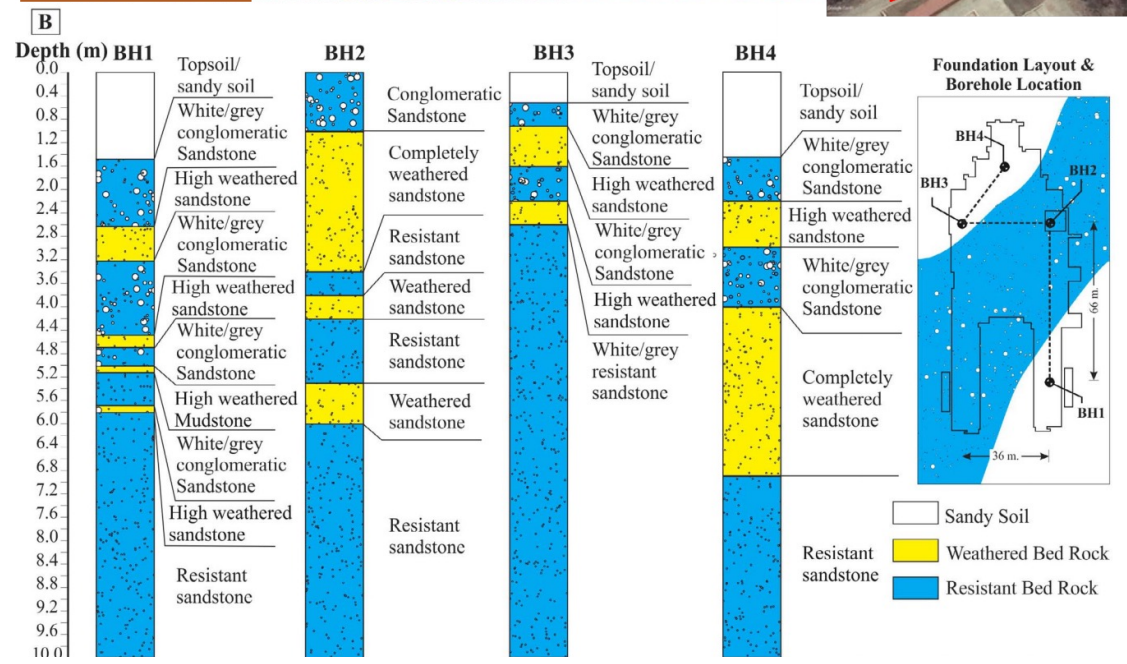 B
Depth (m)
BH1
BH2
BH3
BH4
0.0
0.4
0.8
1.2
1.6
2.0
2.4
2.8
3.2
3.6
4.0
4.4
4.8
5.2
5.6
6.0
6.4
6.8
7.2
7.6
8.0
8.4
8.8
9.2
9.6
10.0
Topsoil/
sandy soil
White/grey
conglomeratic
Sandstone
High weathered
sandstone
White/grey
conglomeratic
Sandstone
High weathered
sandstone
White/grey
conglomeratic
Sandstone
High weathered
Mudstone
White/grey
conglomeratic
Sandstone
High weathered
sandstone
Resistant
sandstone
Conglomeratic
Sandstone
Completely
weathered
sandstone
Resistant
sandstone
Weathered
sandstone
Resistant
sandstone
Weathered
sandstone
Resistant
sandstone
Topsoil/
sandy soil
White/grey
conglomeratic
Sandstone
High weathered
sandstone
White/grey
conglomeratic
Sandstone
High weathered
sandstone
White/grey
resistant
sandstone
Topsoil/
sandy soil
White/grey
conglomeratic
Sandstone
High weathered
sandstone
White/grey
conglomeratic
Sandstone
Completely
weathered
sandstone
Resistant
sandstone
Foundation Layout &
Borehole Location
BH4
BH2
BH3
66 m.
BH1
36 m.
Sandy Soil
Weathered Bed Rock
Resistant Bed Rock